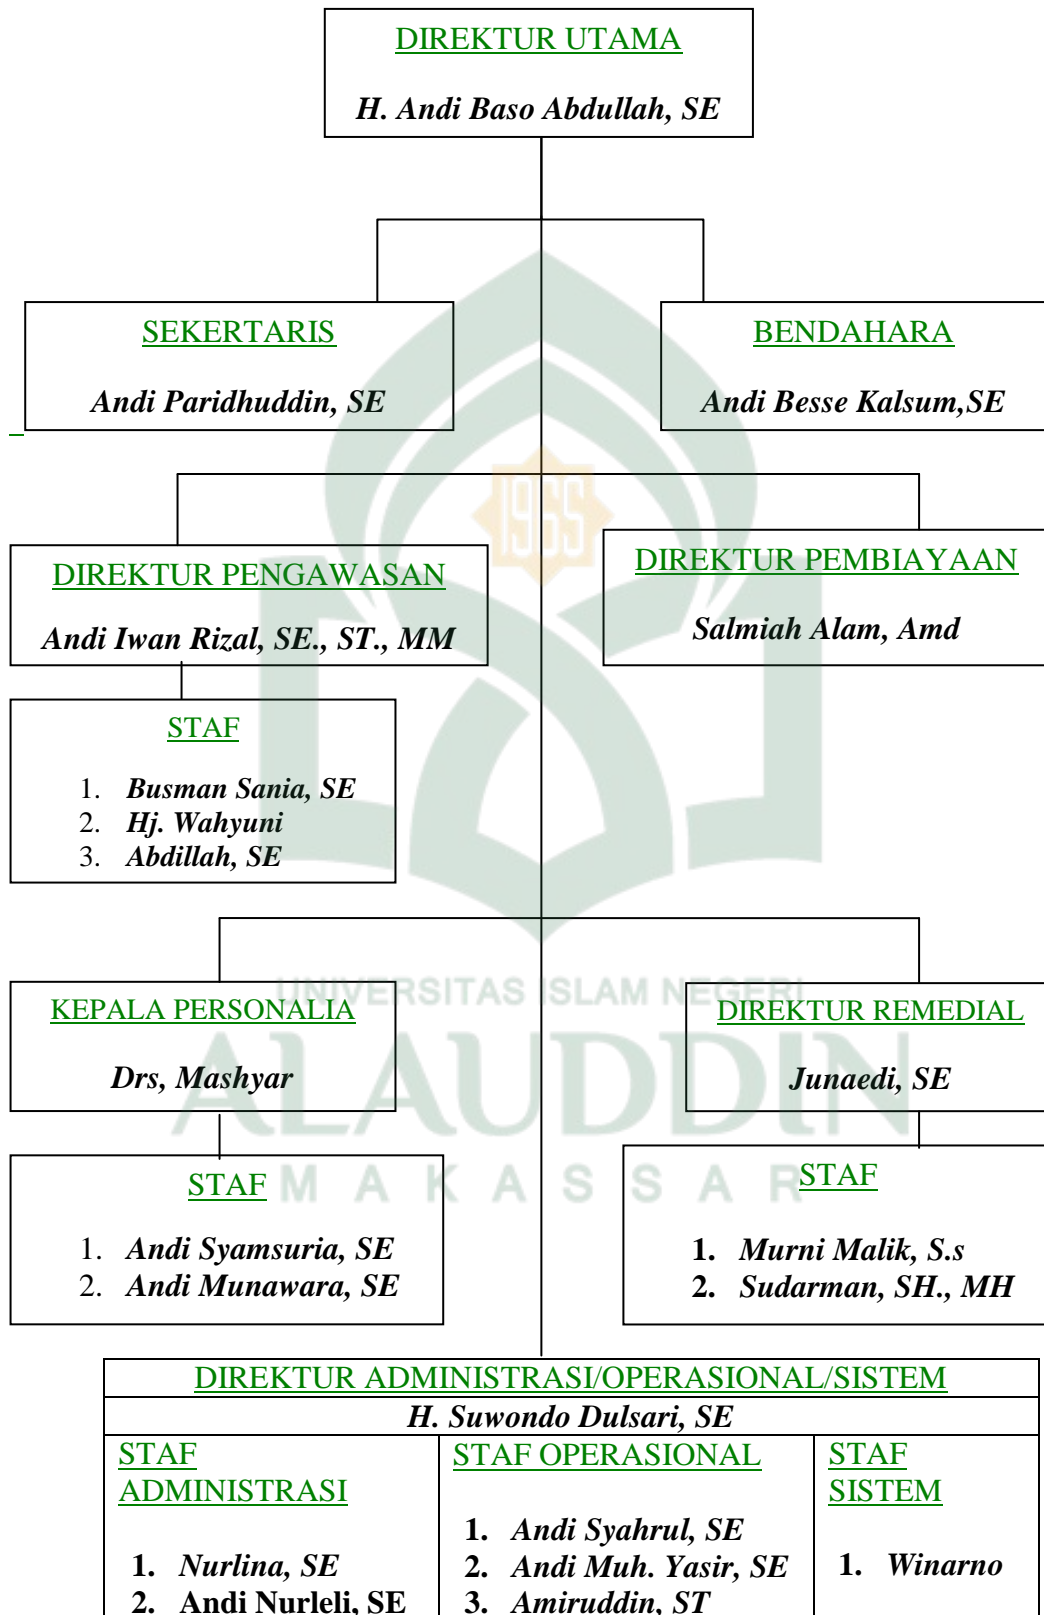 DIREKTUR UTAMA
H. Andi Baso Abdullah, SE
SEKERTARIS
Andi Paridhuddin, SE
BENDAHARA
Andi Besse Kalsum,SE
1965
DIREKTUR PENGAWASAN
Andi Iwan Rizal, SE., ST., MM
DIREKTUR PEMBIAYAAN
Salmiah Alam, Amd
STAF
1. Busman Sania, SE
2. Hj. Wahyuni
3. Abdillah, SE
UNIVERSITAS ISLAM NEGERI
ALAUDDIN
MAKASSAR
KEPALA PERSONALIA
Drs, Mashyar
DIREKTUR REMEDIAL
Junaedi, SE
STAF
1. Andi Syamsuria, SE
2. Andi Munawara, SE
STAF
1. Murni Malik, S.s
2. Sudarman, SH., MH
DIREKTUR ADMINISTRASI/OPERASIONAL/SISTEM
H. Suwondo Dulsari, SE
STAF
ADMINISTRASI
1. Nurlina, SE
2. Andi Nurleli, SE
STAF OPERASIONAL
1. Andi Syahrul, SE
2. Andi Muh. Yasir, SE
3. Amiruddin, ST
STAF
SISTEM
1. Winarno